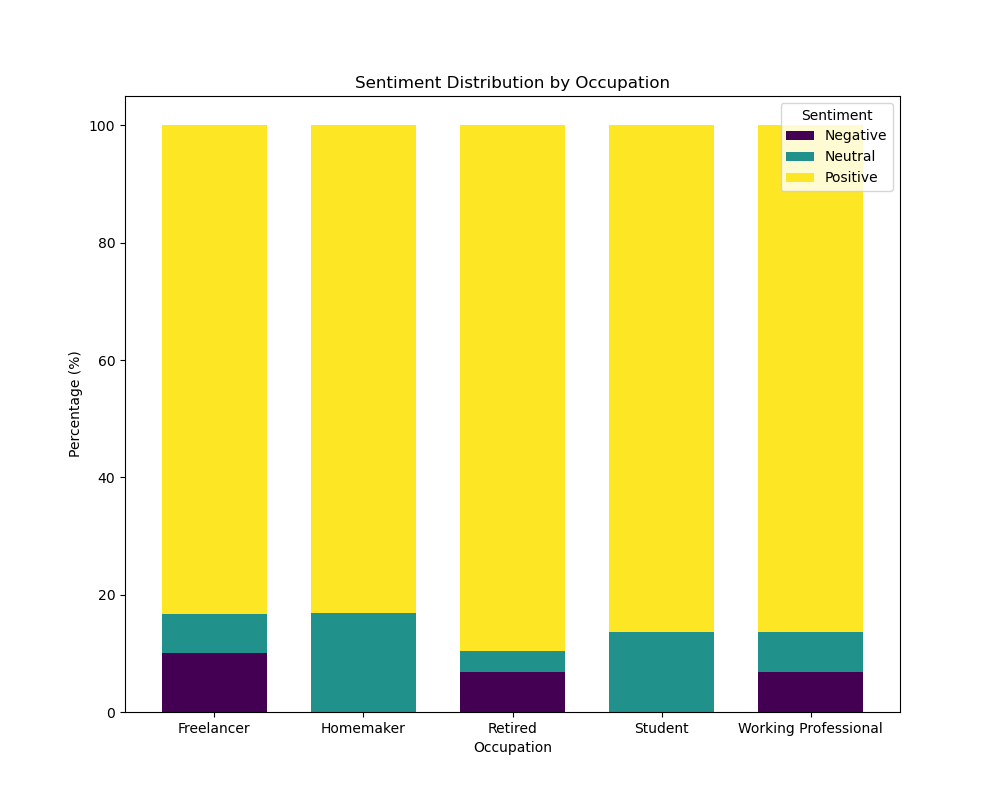 Sentiment Distribution by Occupation
Sentiment
Negative
Neutral
Positive
Percentage (%)
100
80
60
40
20
0
Freelancer
Homemaker
Retired
Student
Working Professional
Occupation